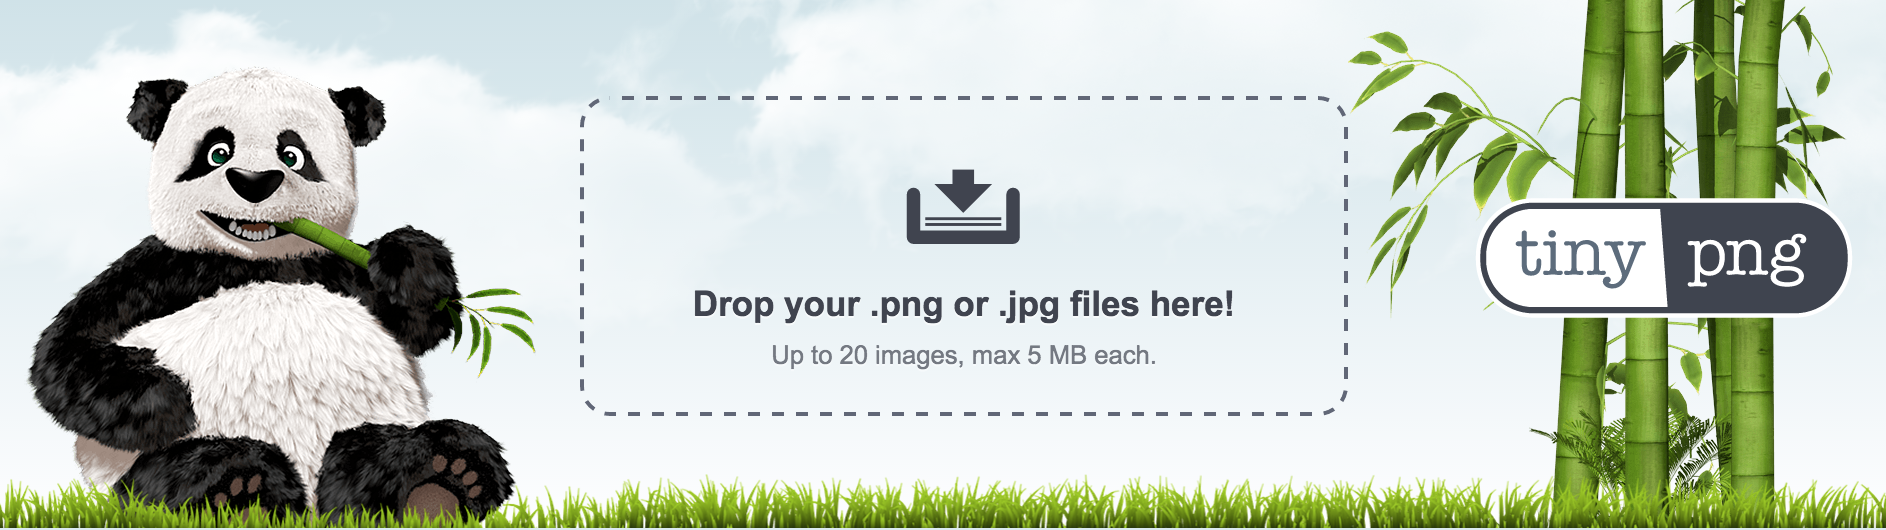 Drop your .png or .jpg files here!
Up to 20 images, max 5 MB each.
tiny png